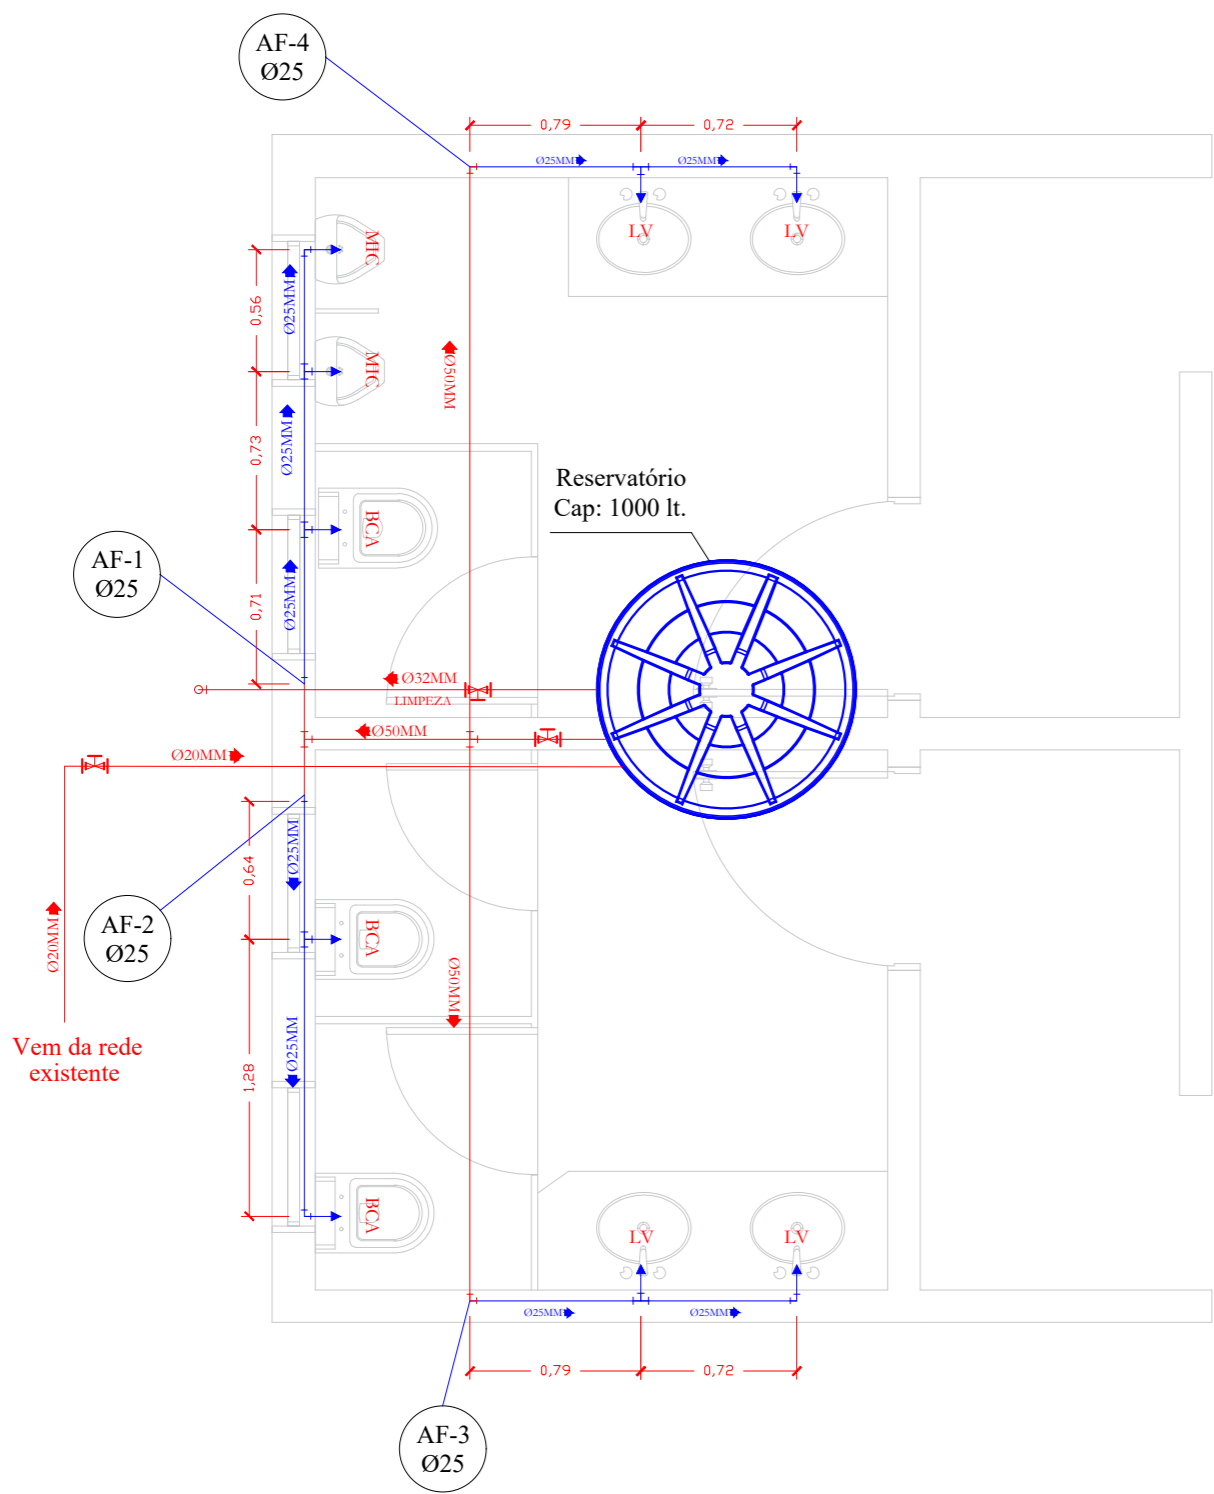 AF-4
Ø25
0,79
0,72
Ø25MM
Ø25MM
LV
LV
MIC
MIC
0,56
Ø25MM
Ø50MM
0,73
Ø25MM
Reservatório
Cap: 1000 lt.
BCA
AF-1
Ø25
0,71
Ø25MM
Ø32MM
LIMPEZA
Ø50MM
Ø20MM
0,64
Ø25MM
AF-2
Ø25
BCA
Ø20MM
Ø50MM
Vem da rede
existente
1,28
Ø25MM
BCA
LV
LV
Ø25MM
Ø25MM
0,79
0,72
AF-3
Ø25